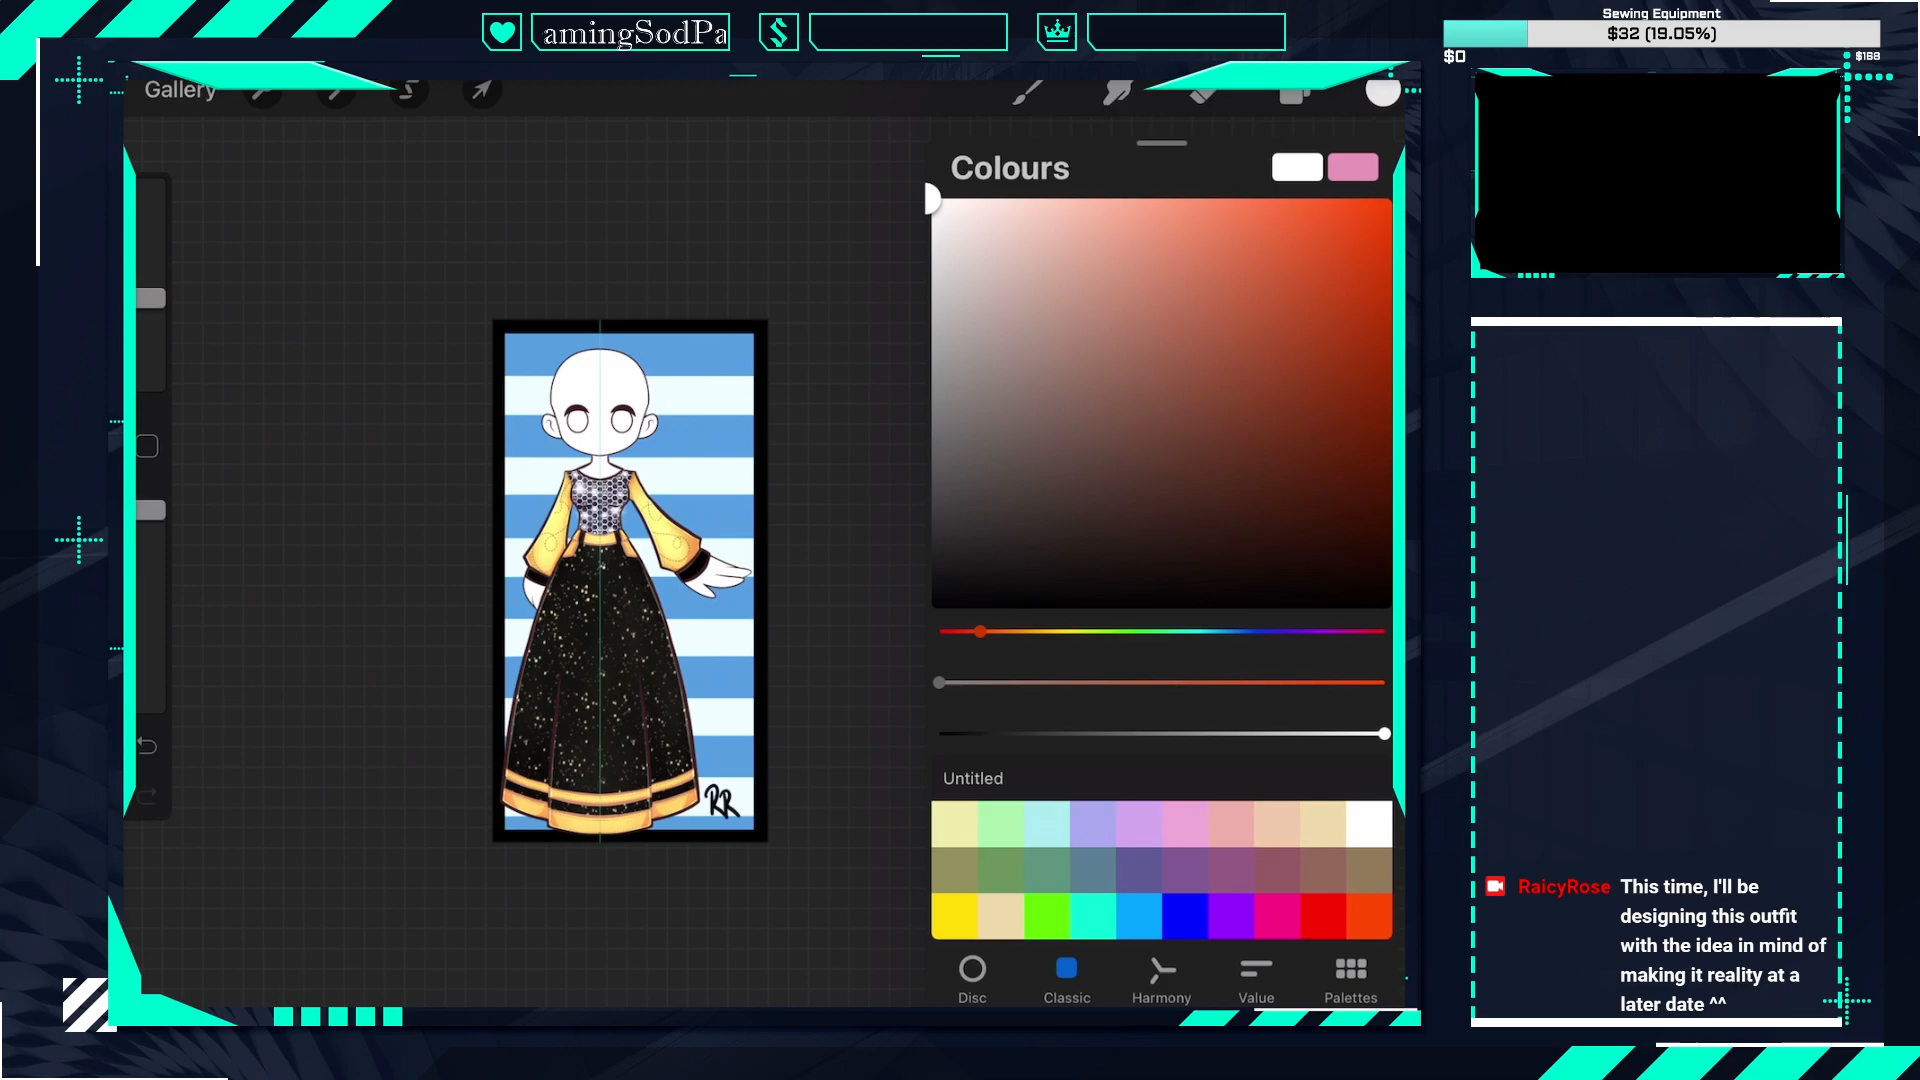 amingSodPa
Sewing Equipment
$32 (19.05%)
$0
$168
Gallery
Colours
Untitled
Disc
Classic
Harmony
Value
Palettes
RR
RaicyRose This time, I'll be
designing this outfit
with the idea in mind of
making it reality at a
later date ^^